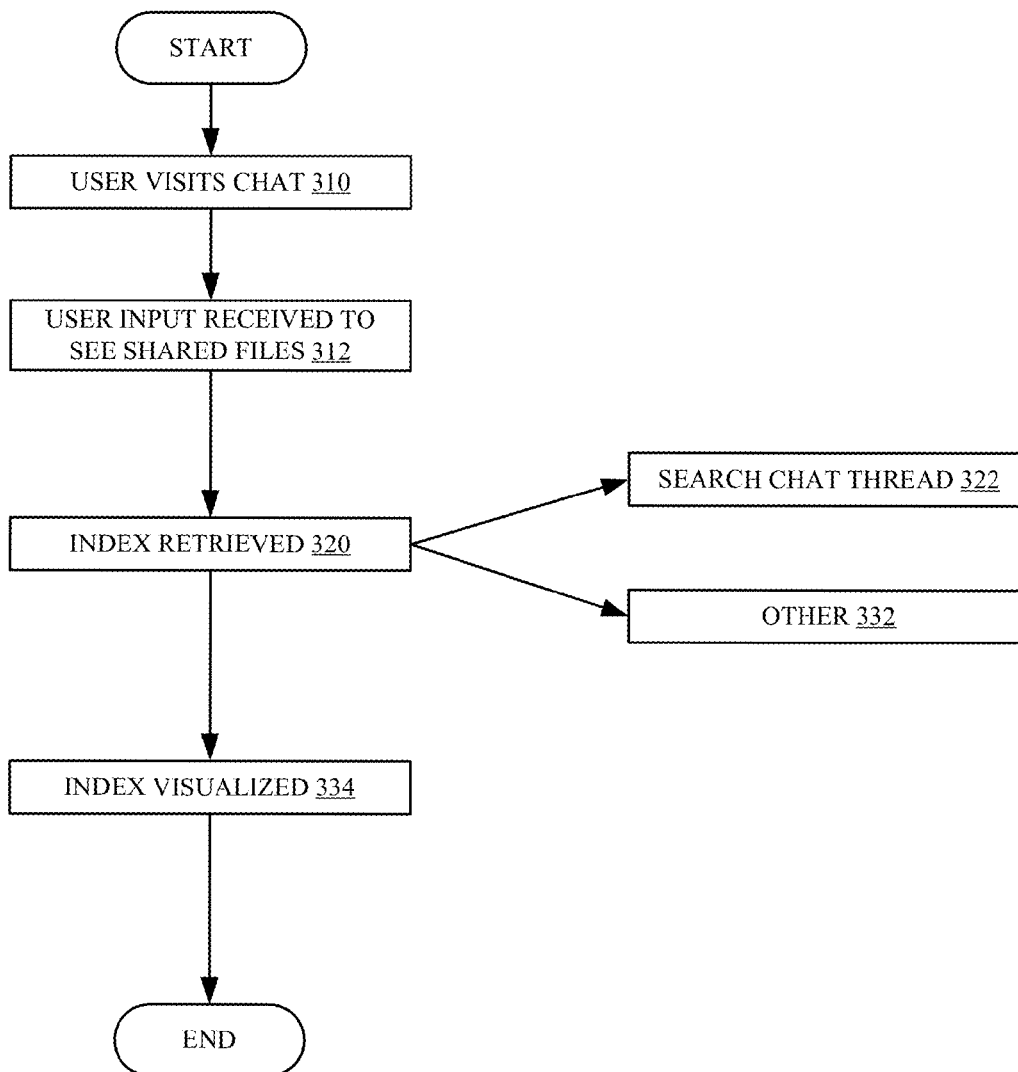 START
USER VISITS CHAT 310
USER INPUT RECEIVED TO
SEE SHARED FILES 312
SEARCH CHAT THREAD 322
INDEX RETRIEVED 320
OTHER 332
INDEX VISUALIZED 334
END